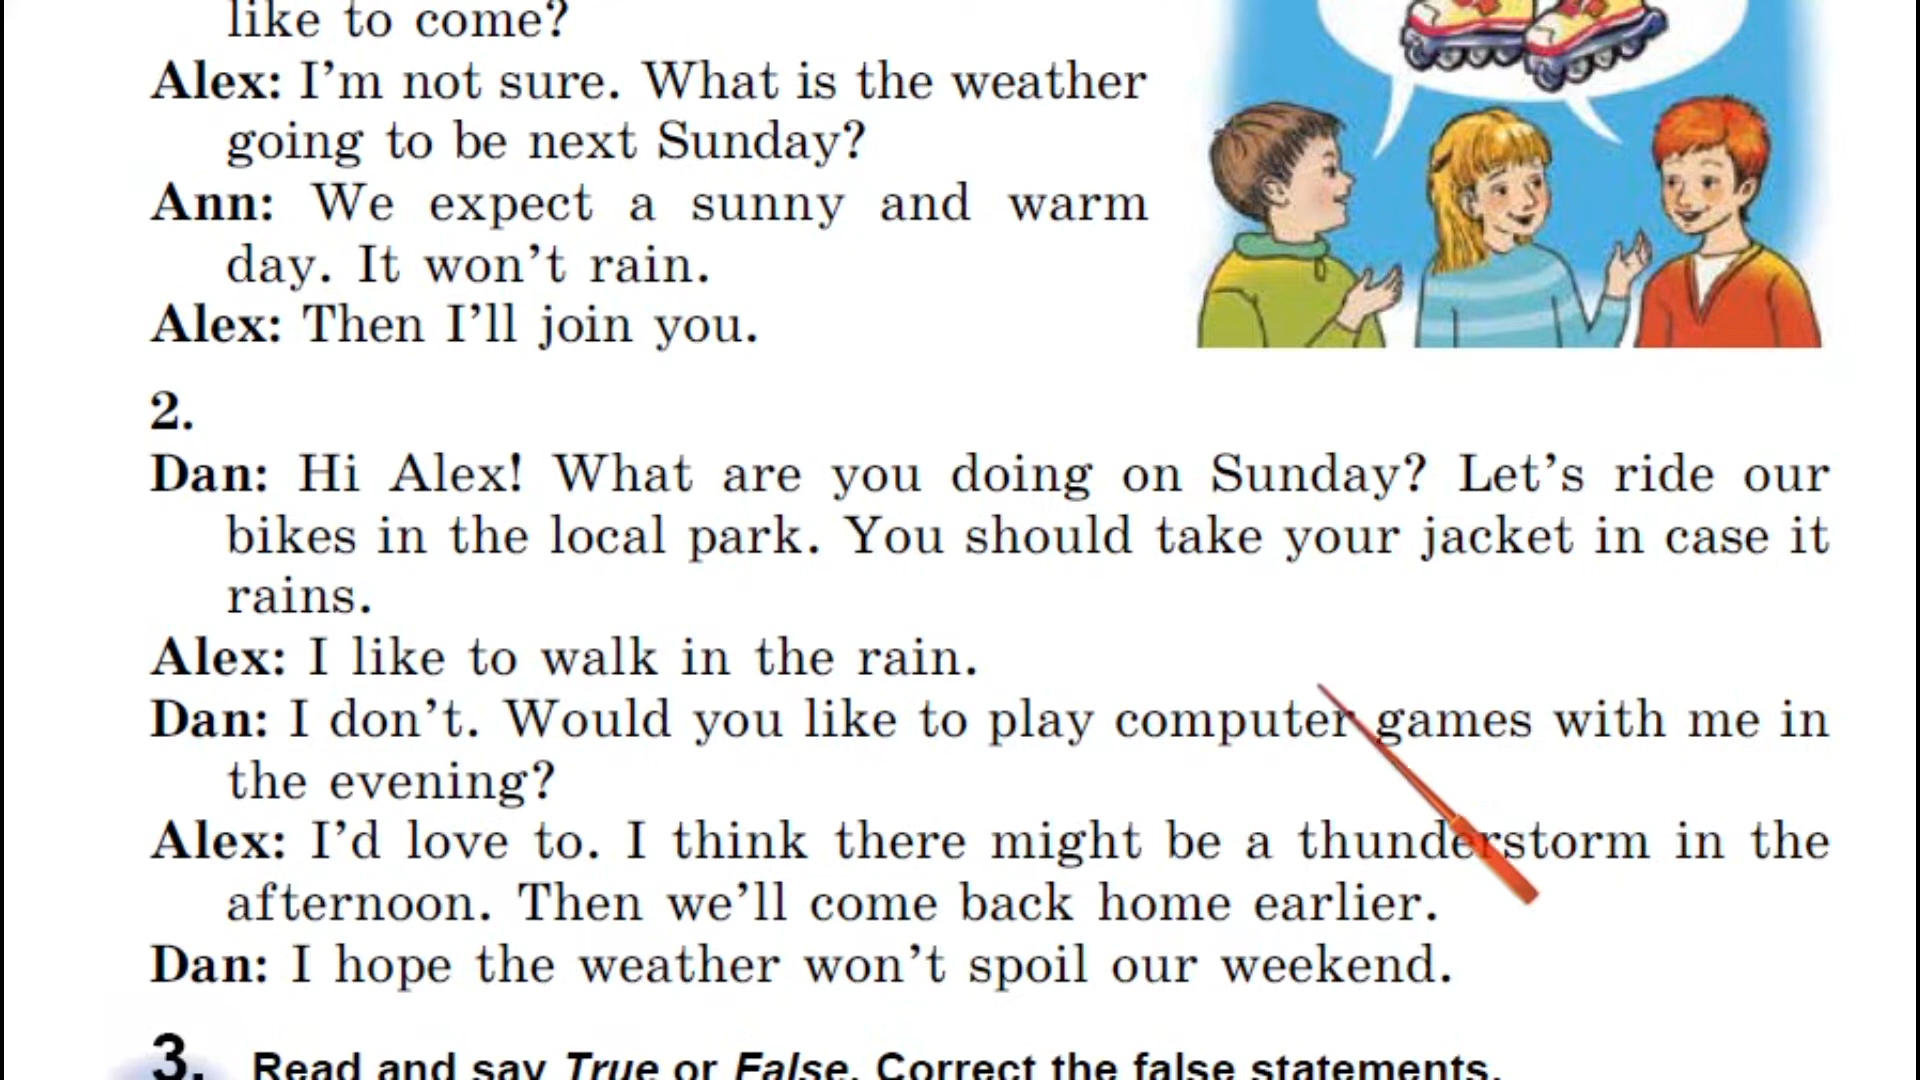 like to come?
Alex: I'm not sure. What is the weather
going to be next Sunday?
Ann: We expect a sunny and warm
day. It won't rain.
Alex: Then I'll join you.
2.
Dan: Hi Alex! What are you doing on Sunday? Let's ride our
bikes in the local park. You should take your jacket in case it
rains.
Alex: I like to walk in the rain.
Dan: I don't. Would you like to play computer games with me in
the evening?
Alex: I'd love to. I think there might be a thunderstorm in the
afternoon. Then we'll come back home earlier.
Dan: I hope the weather won't spoil our weekend.
3. Read and say True or False. Correct the false statements.